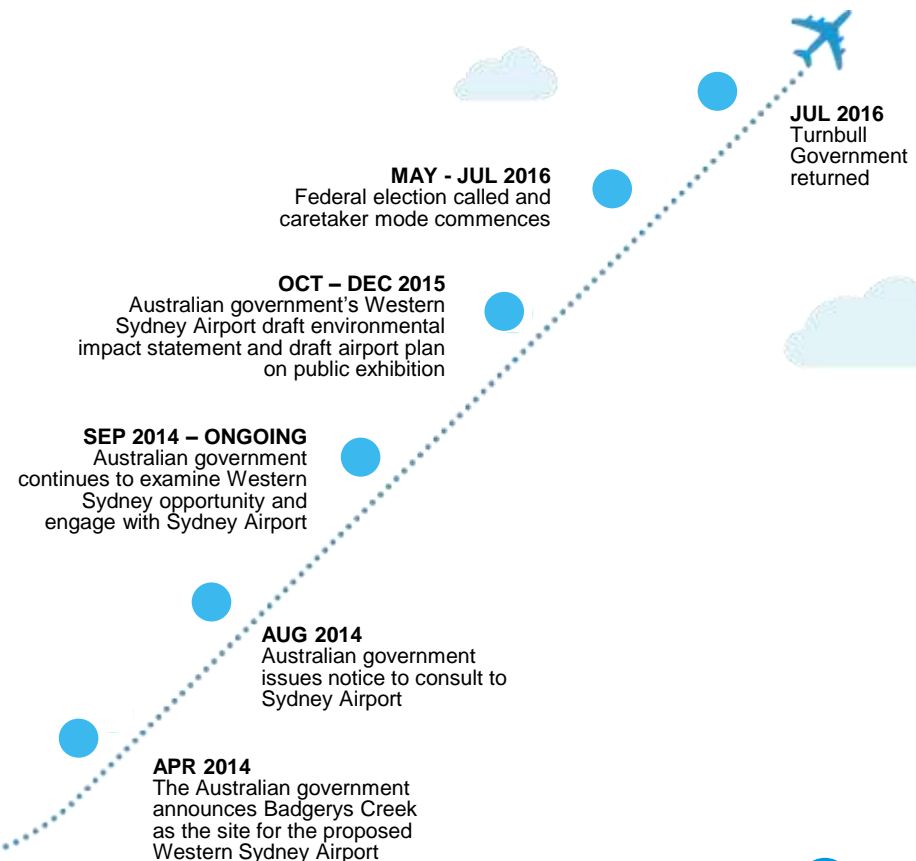 JUL 2016
Turnbull
Government
returned
MAY - JUL 2016
Federal election called and
caretaker mode commences
OCT – DEC 2015
Australian government's Western
Sydney Airport draft environmental
impact statement and draft airport plan
on public exhibition
SEP 2014 – ONGOING
Australian government
continues to examine Western
Sydney opportunity and
engage with Sydney Airport
AUG 2014
Australian government
issues notice to consult to
Sydney Airport
APR 2014
The Australian government
announces Badgerys Creek
as the site for the proposed
Western Sydney Airport